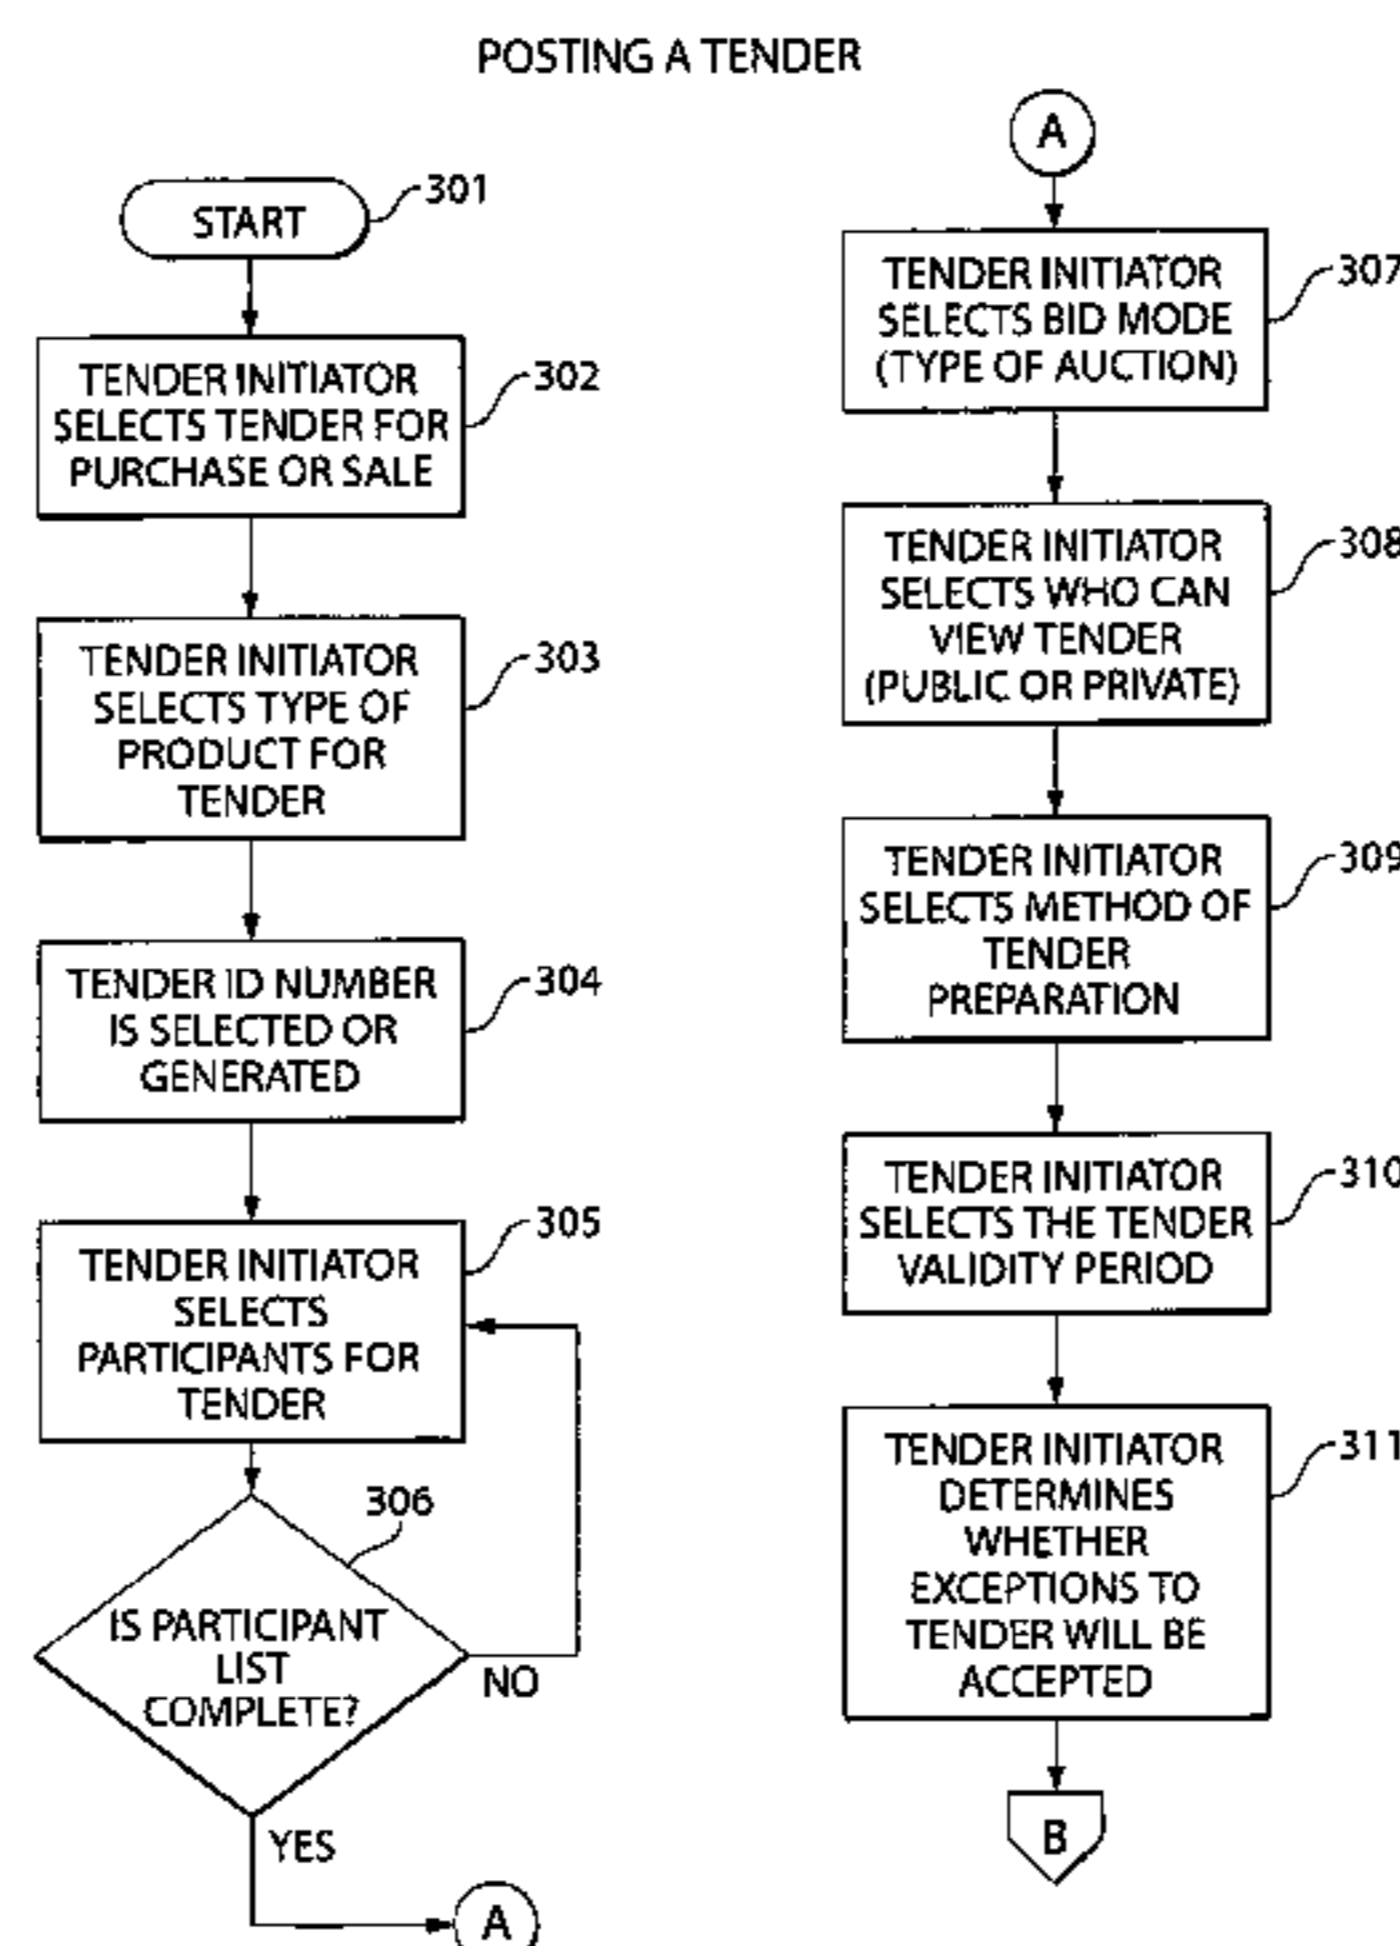 POSTING A TENDER
START
301
TENDER INITIATOR
SELECTS TENDER FOR
PURCHASE OR SALE
302
TENDER INITIATOR
SELECTS TYPE OF
PRODUCT FOR
TENDER
303
TENDER ID NUMBER
IS SELECTED OR
GENERATED
304
TENDER INITIATOR
SELECTS
PARTICIPANTS FOR
TENDER
305
306
IS PARTICIPANT
LIST
COMPLETE?
NO
YES
A
A
TENDER INITIATOR
SELECTS BID MODE
(TYPE OF AUCTION)
307
TENDER INITIATOR
SELECTS WHO CAN
VIEW TENDER
(PUBLIC OR PRIVATE)
308
TENDER INITIATOR
SELECTS METHOD OF
TENDER
PREPARATION
309
TENDER INITIATOR
SELECTS THE TENDER
VALIDITY PERIOD
310
TENDER INITIATOR
DETERMINES
WHETHER
EXCEPTIONS TO
TENDER WILL BE
ACCEPTED
311
B